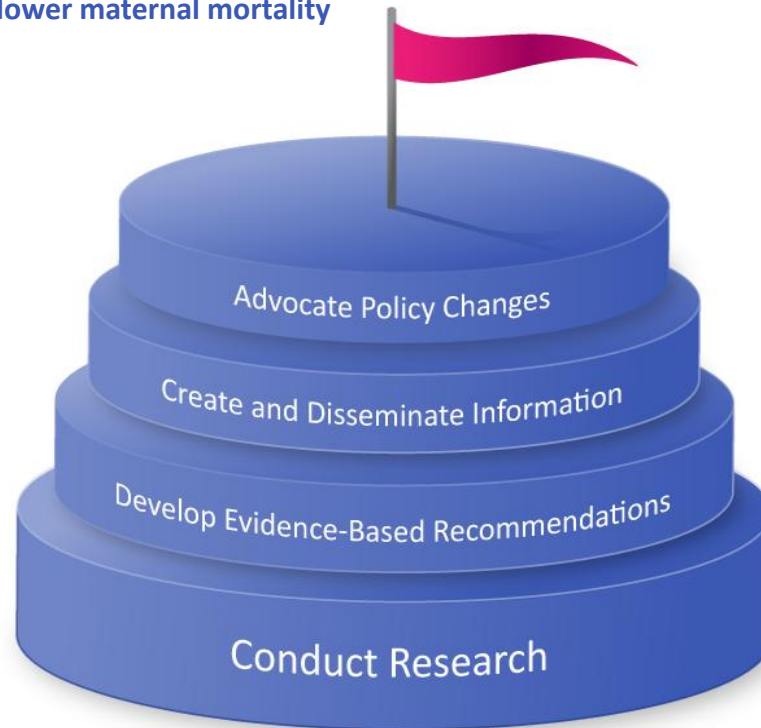 lower maternal mortality
Advocate Policy Changes
Create and Disseminate Information
Develop Evidence-Based Recommendations
Conduct Research